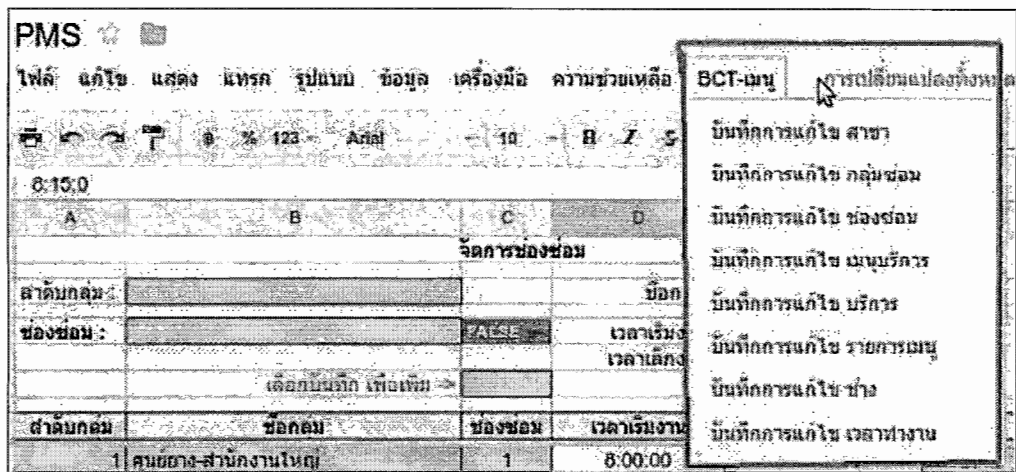 PMS
ไฟล์ แก้ไข แสดง แทรก รูปแบบ ข้อมูล เครื่องมือ ความช่วยเหลือ BCT-เมนู การเปลี่ยนแปลงทั้งหมด
% 123 Arial 10 B I S
8:15:0
A B C D
จัดการช่องซ่อม
ลำดับกลุ่ม :
ช่องซ่อม : FALSE เวลาเริ่มง
เวลาเลิกง
เลือกบันทึก เพื่อเพิ่ม ->
ลำดับกลุ่ม ชื่อกลุ่ม ช่องซ่อม เวลาเริ่มงาน
1 ศูนย์ยาง-สำนักงานใหญ่ 1 8:00:00
บันทึกการแก้ไข สาขา
บันทึกการแก้ไข กลุ่มซ่อม
บันทึกการแก้ไข ช่องซ่อม
บันทึกการแก้ไข เมนูบริการ
บันทึกการแก้ไข บริการ
บันทึกการแก้ไข รายการเมนู
บันทึกการแก้ไข ช่าง
บันทึกการแก้ไข เวลาทำงาน